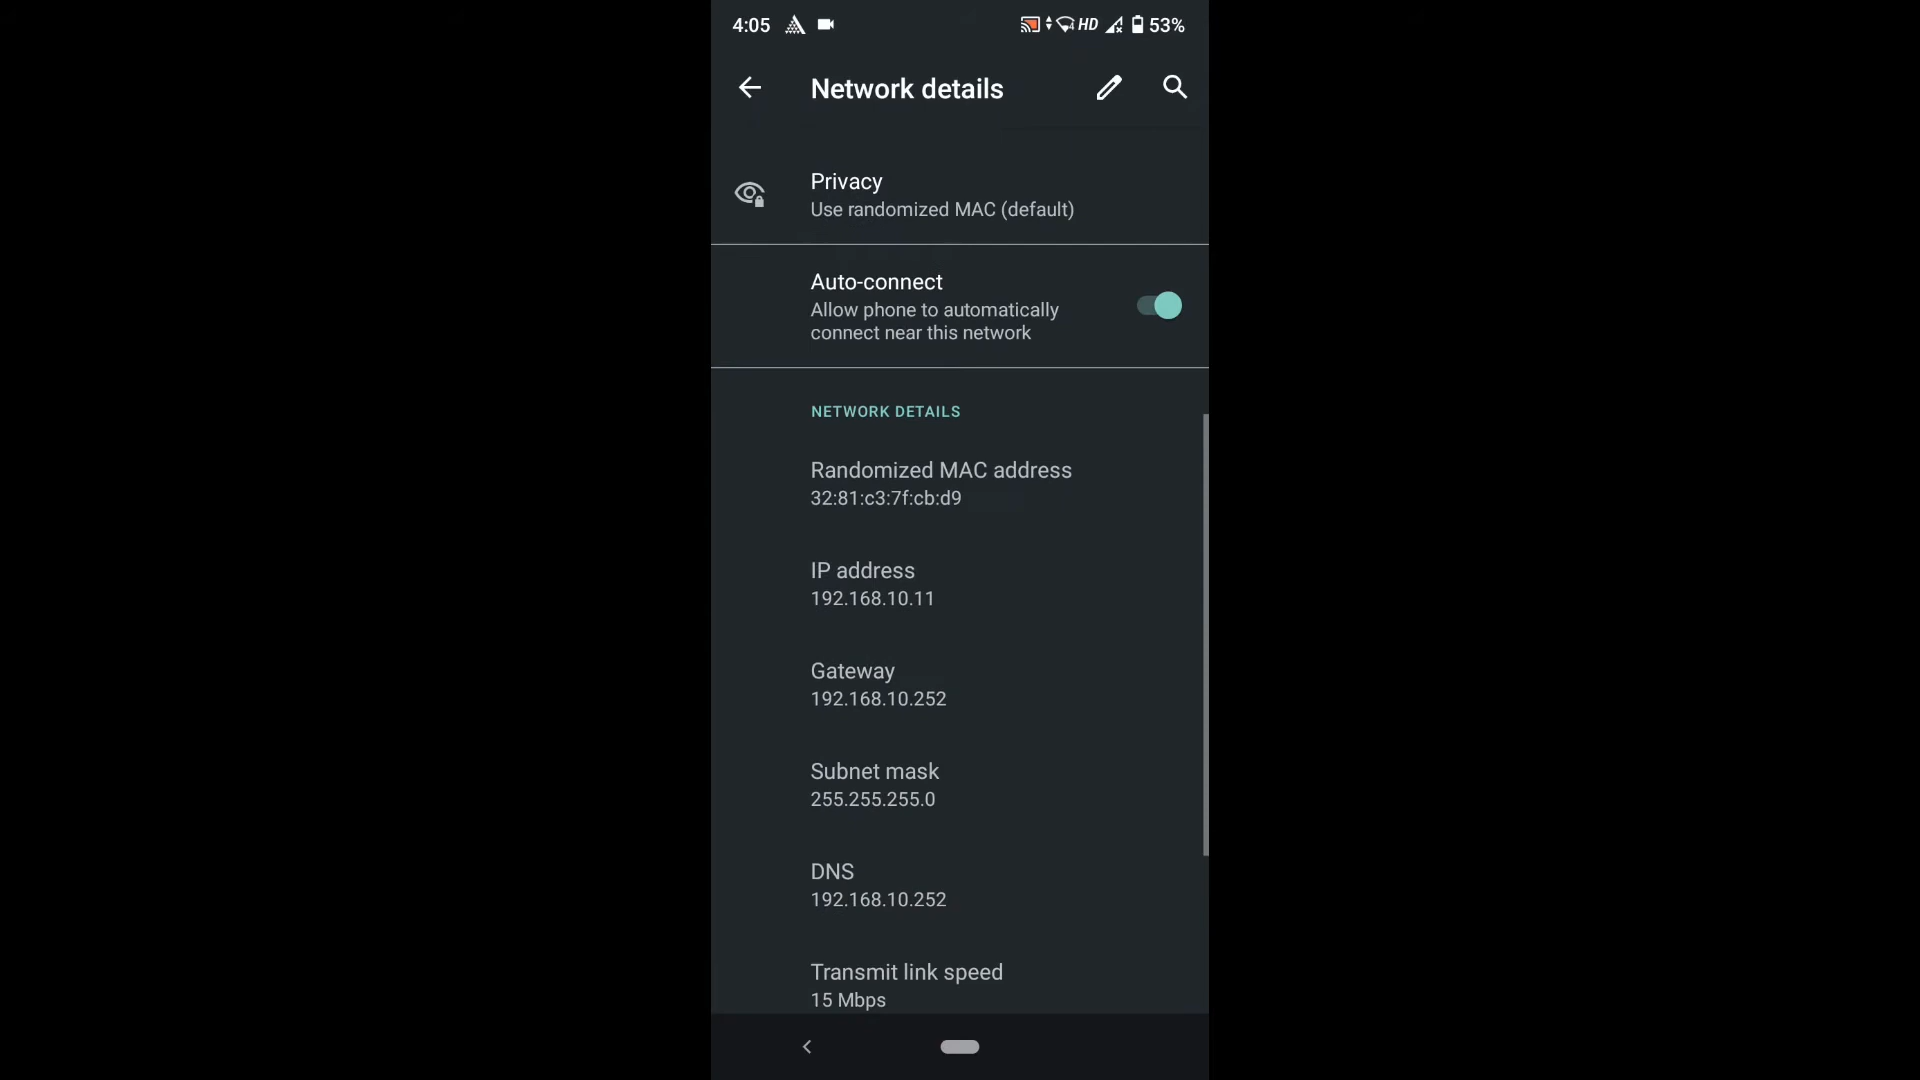 4:05 HD 53%
Network details
Privacy
Use randomized MAC (default)
Auto-connect
Allow phone to automatically
connect near this network
NETWORK DETAILS
Randomized MAC address
32:81:c3:7f:cb:d9
IP address
192.168.10.11
Gateway
192.168.10.252
Subnet mask
255.255.255.0
DNS
192.168.10.252
Transmit link speed
15 Mbps